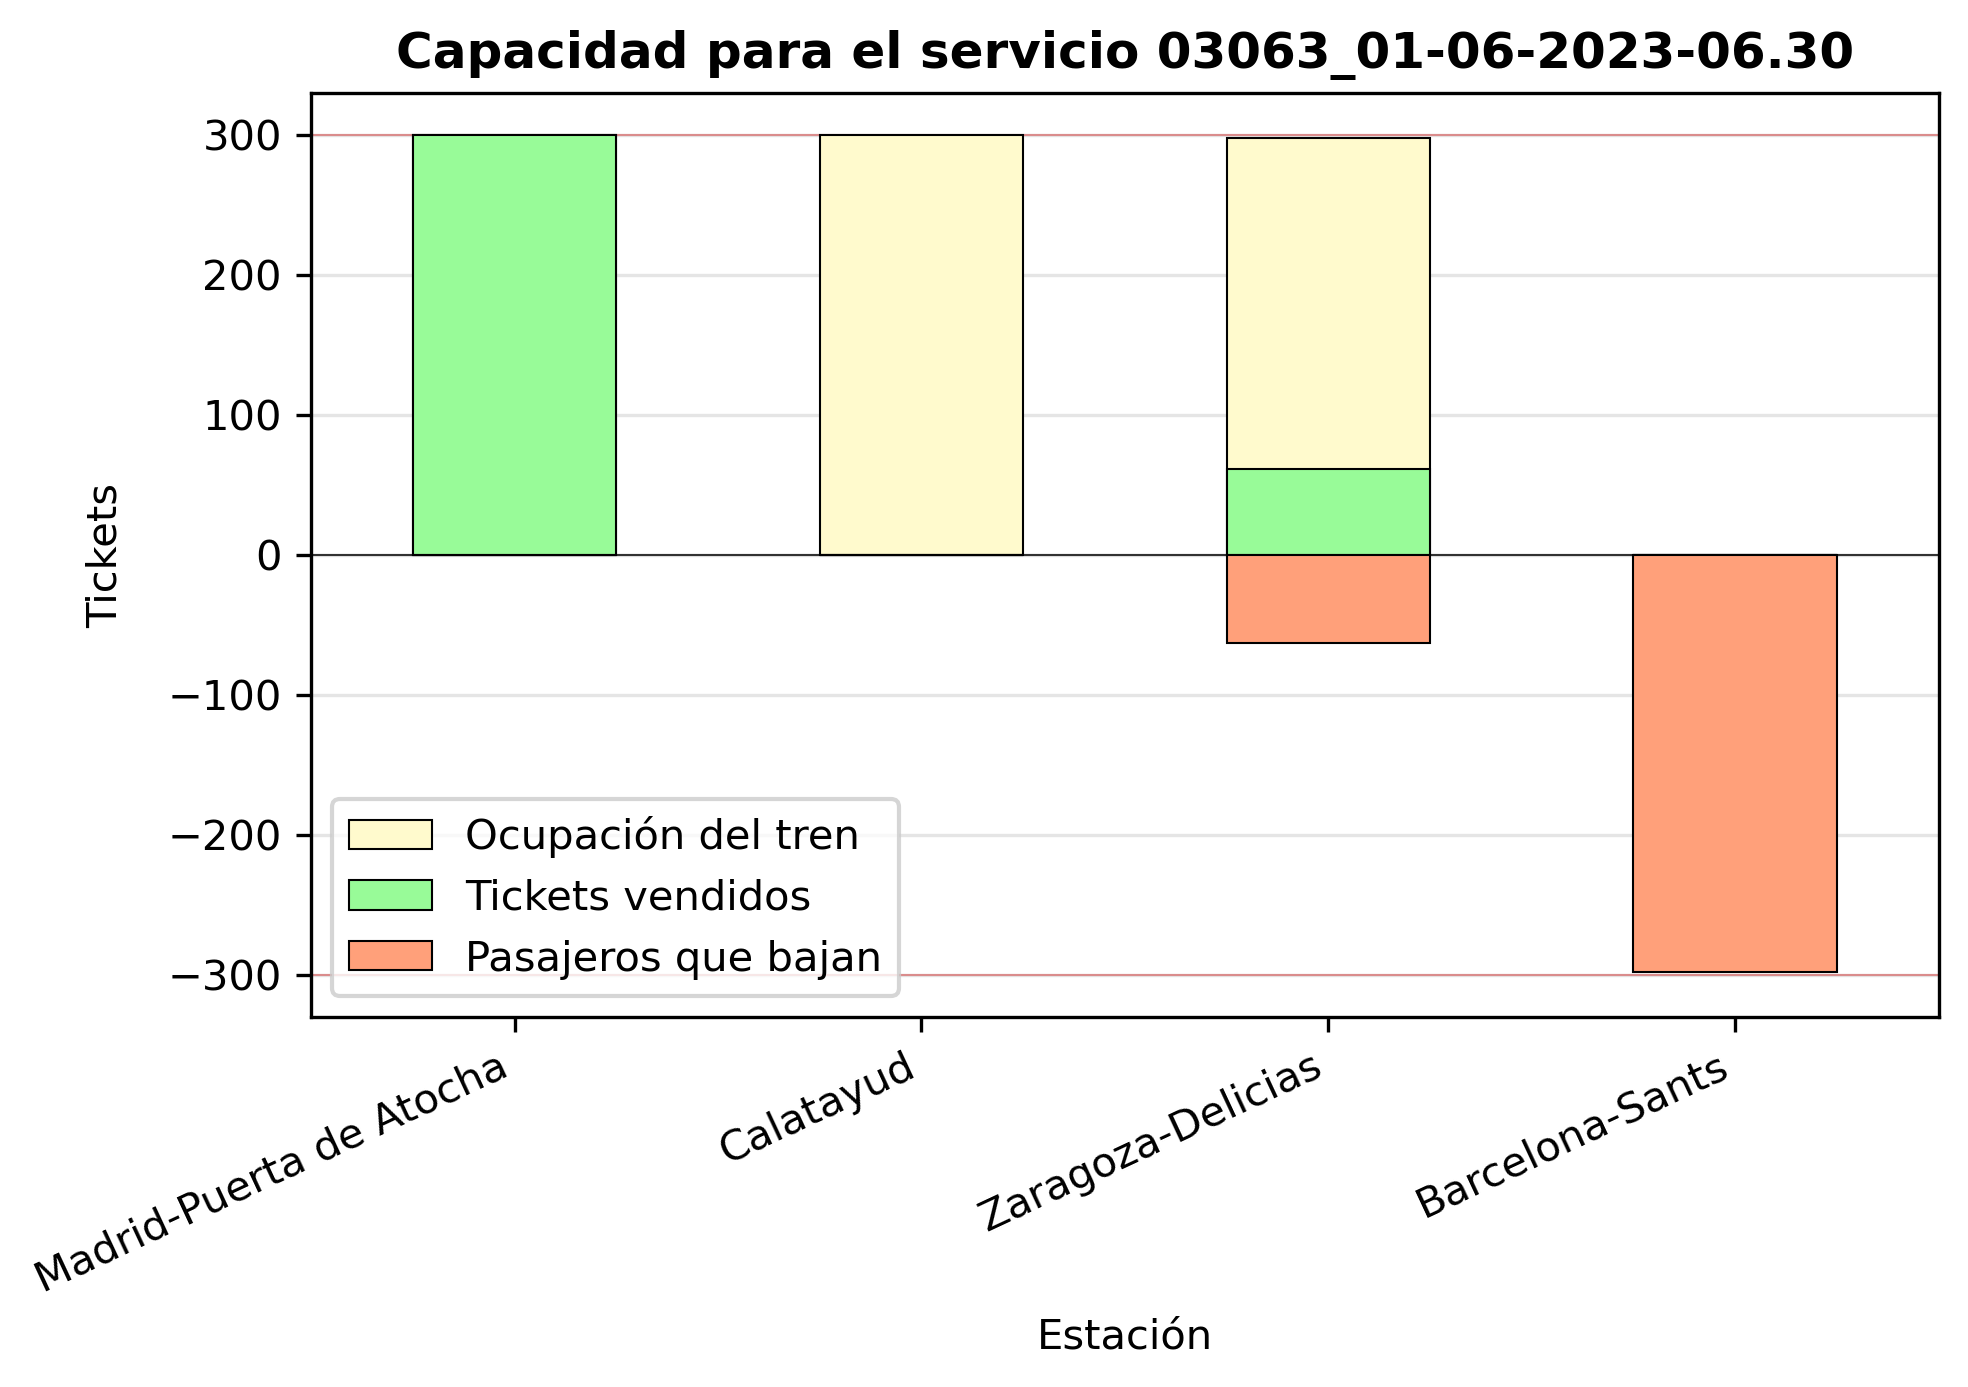 Capacidad para el servicio 03063_01-06-2023-06.30
Tickets
300
200
100
0
−100
−200
−300
Ocupación del tren
Tickets vendidos
Pasajeros que bajan
Madrid-Puerta de Atocha
Calatayud
Zaragoza-Delicias
Barcelona-Sants
Estación